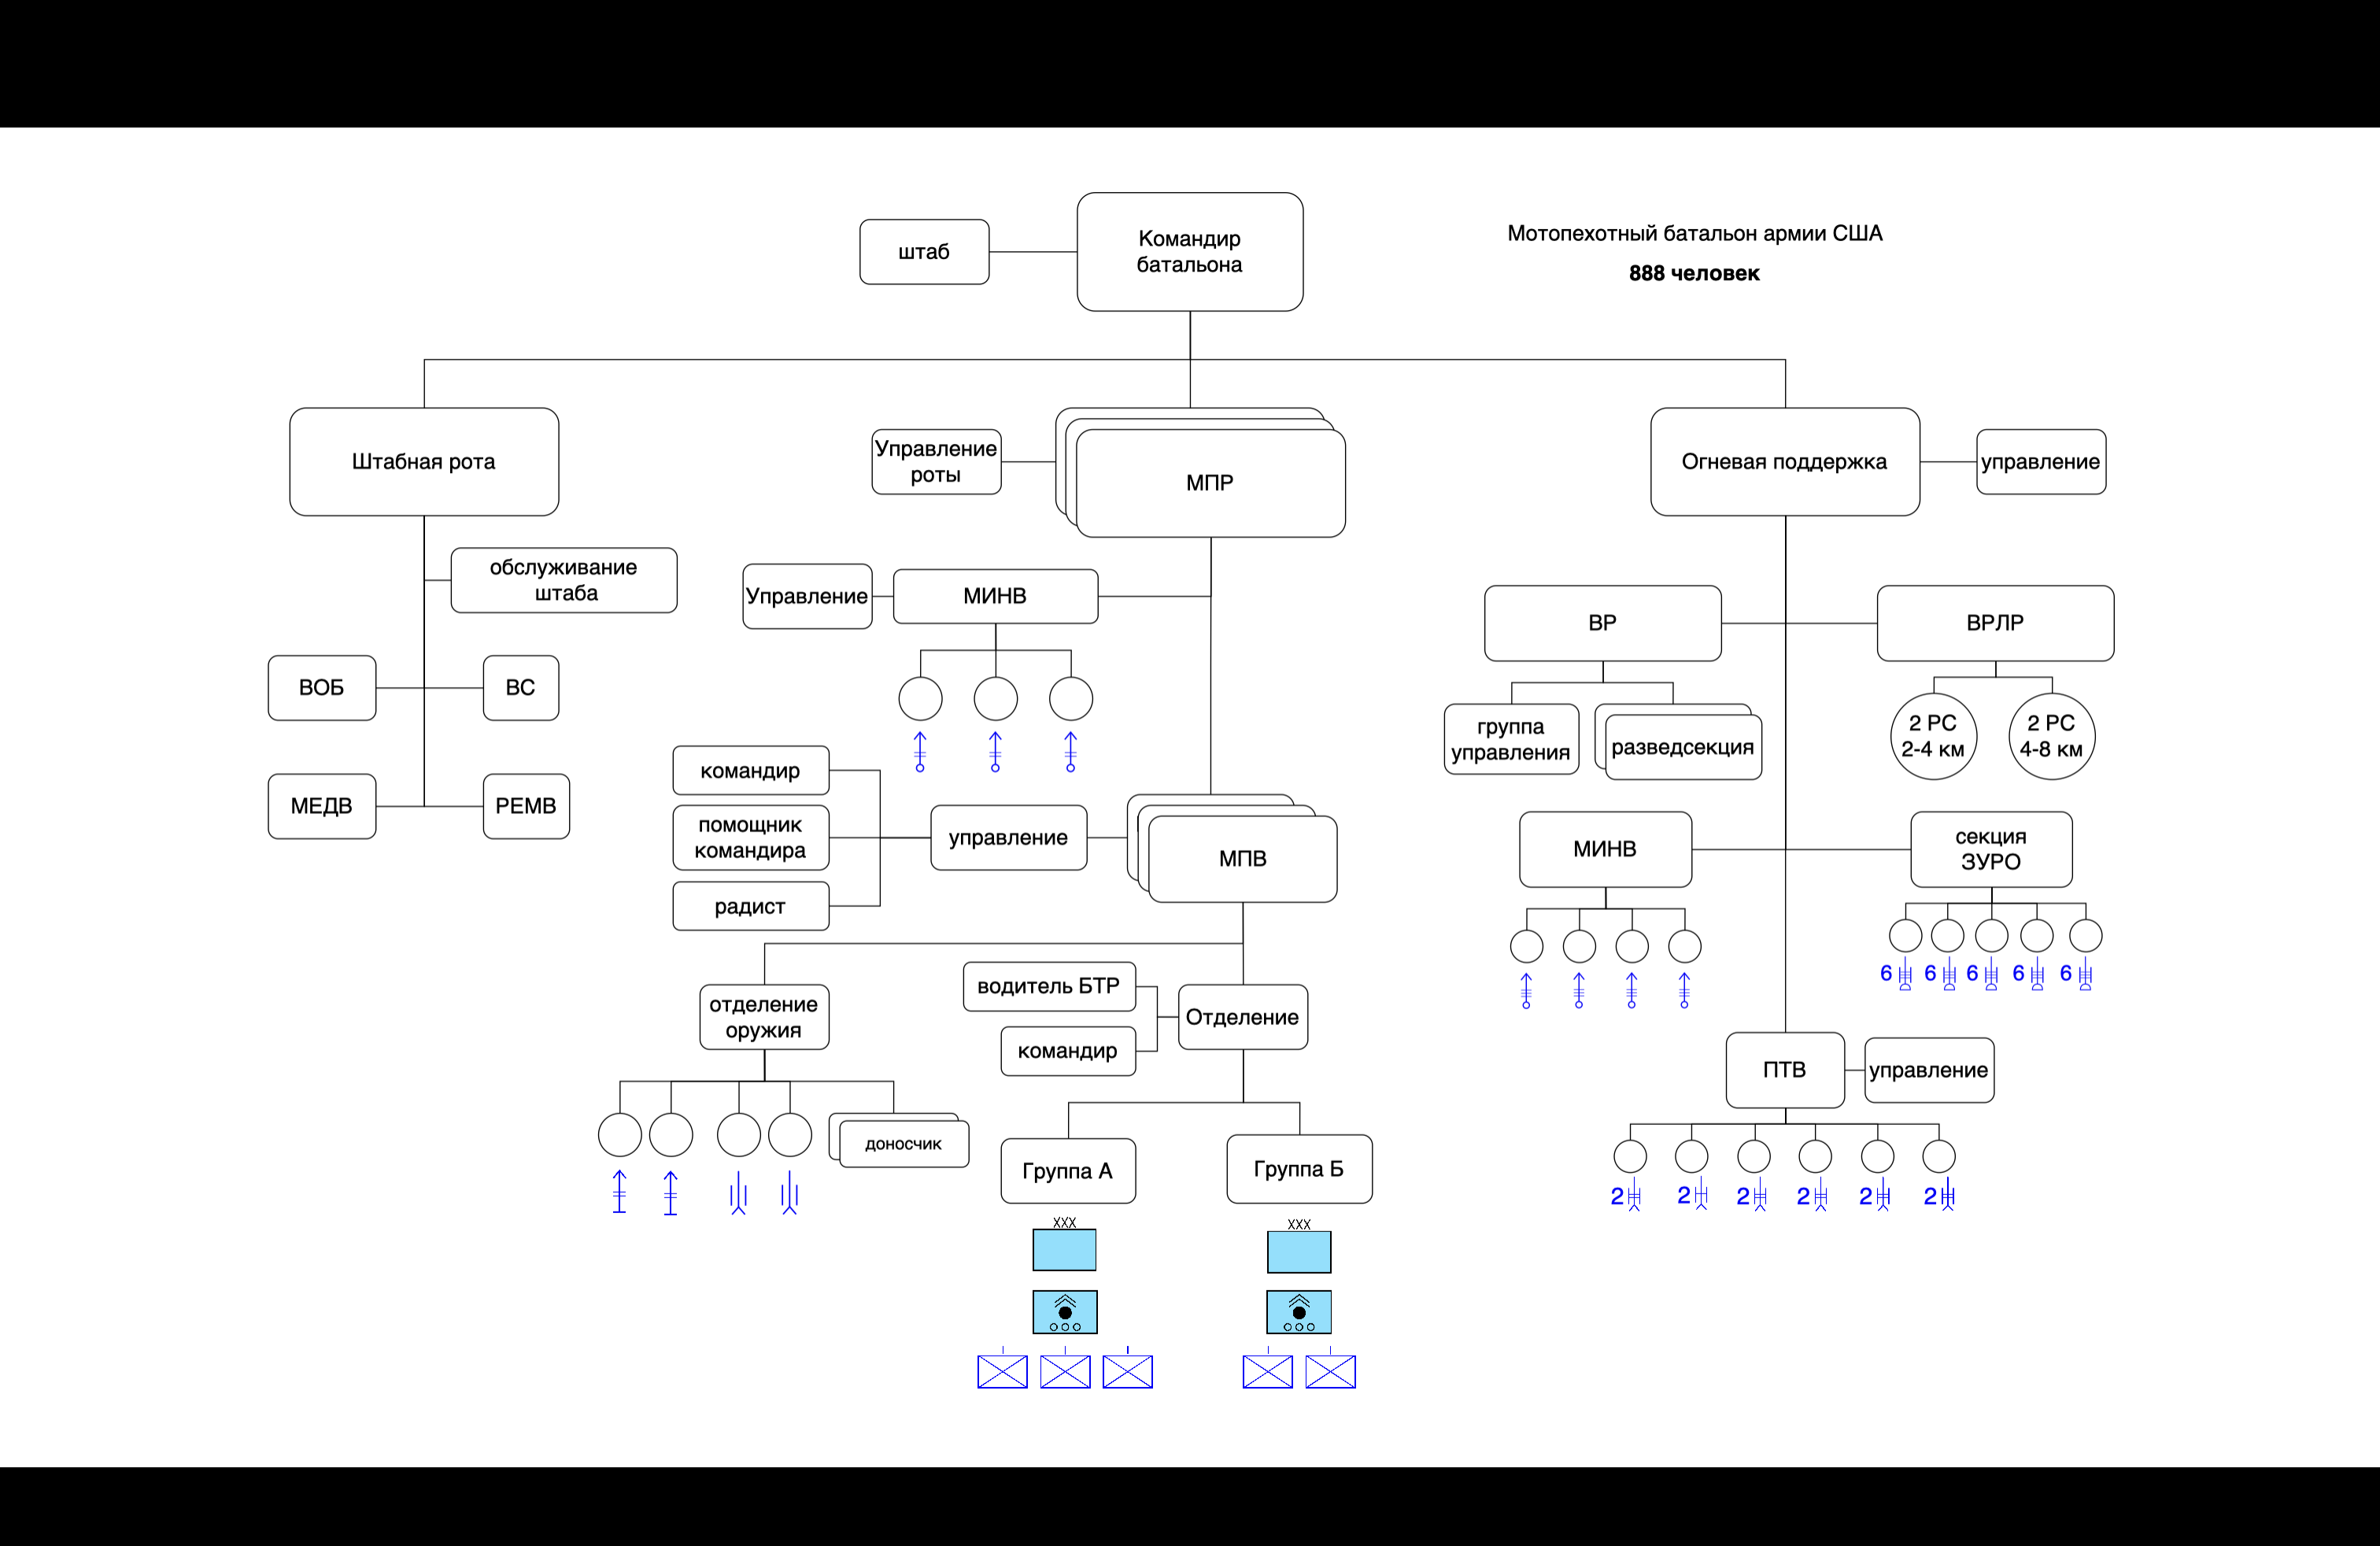 Мотопехотный батальон армии США
888 человек
штаб
Командир
батальона
Штабная рота
Управление
роты
МПР
Огневая поддержка
управление
обслуживание
штаба
Управление
МИНВ
ВР
ВРЛР
ВОБ
ВС
группа
управления
разведсекция
2 РС
2-4 км
2 РС
4-8 км
МЕДВ
РЕМВ
командир
помощник
командира
радист
управление
МПВ
МИНВ
секция
ЗУРО
6 6 6 6 6
отделение
оружия
водитель БТР
командир
Отделение
ПТВ
управление
доносчик
Группа А
Группа Б
2 2 2 2 2 2
XXX
XXX